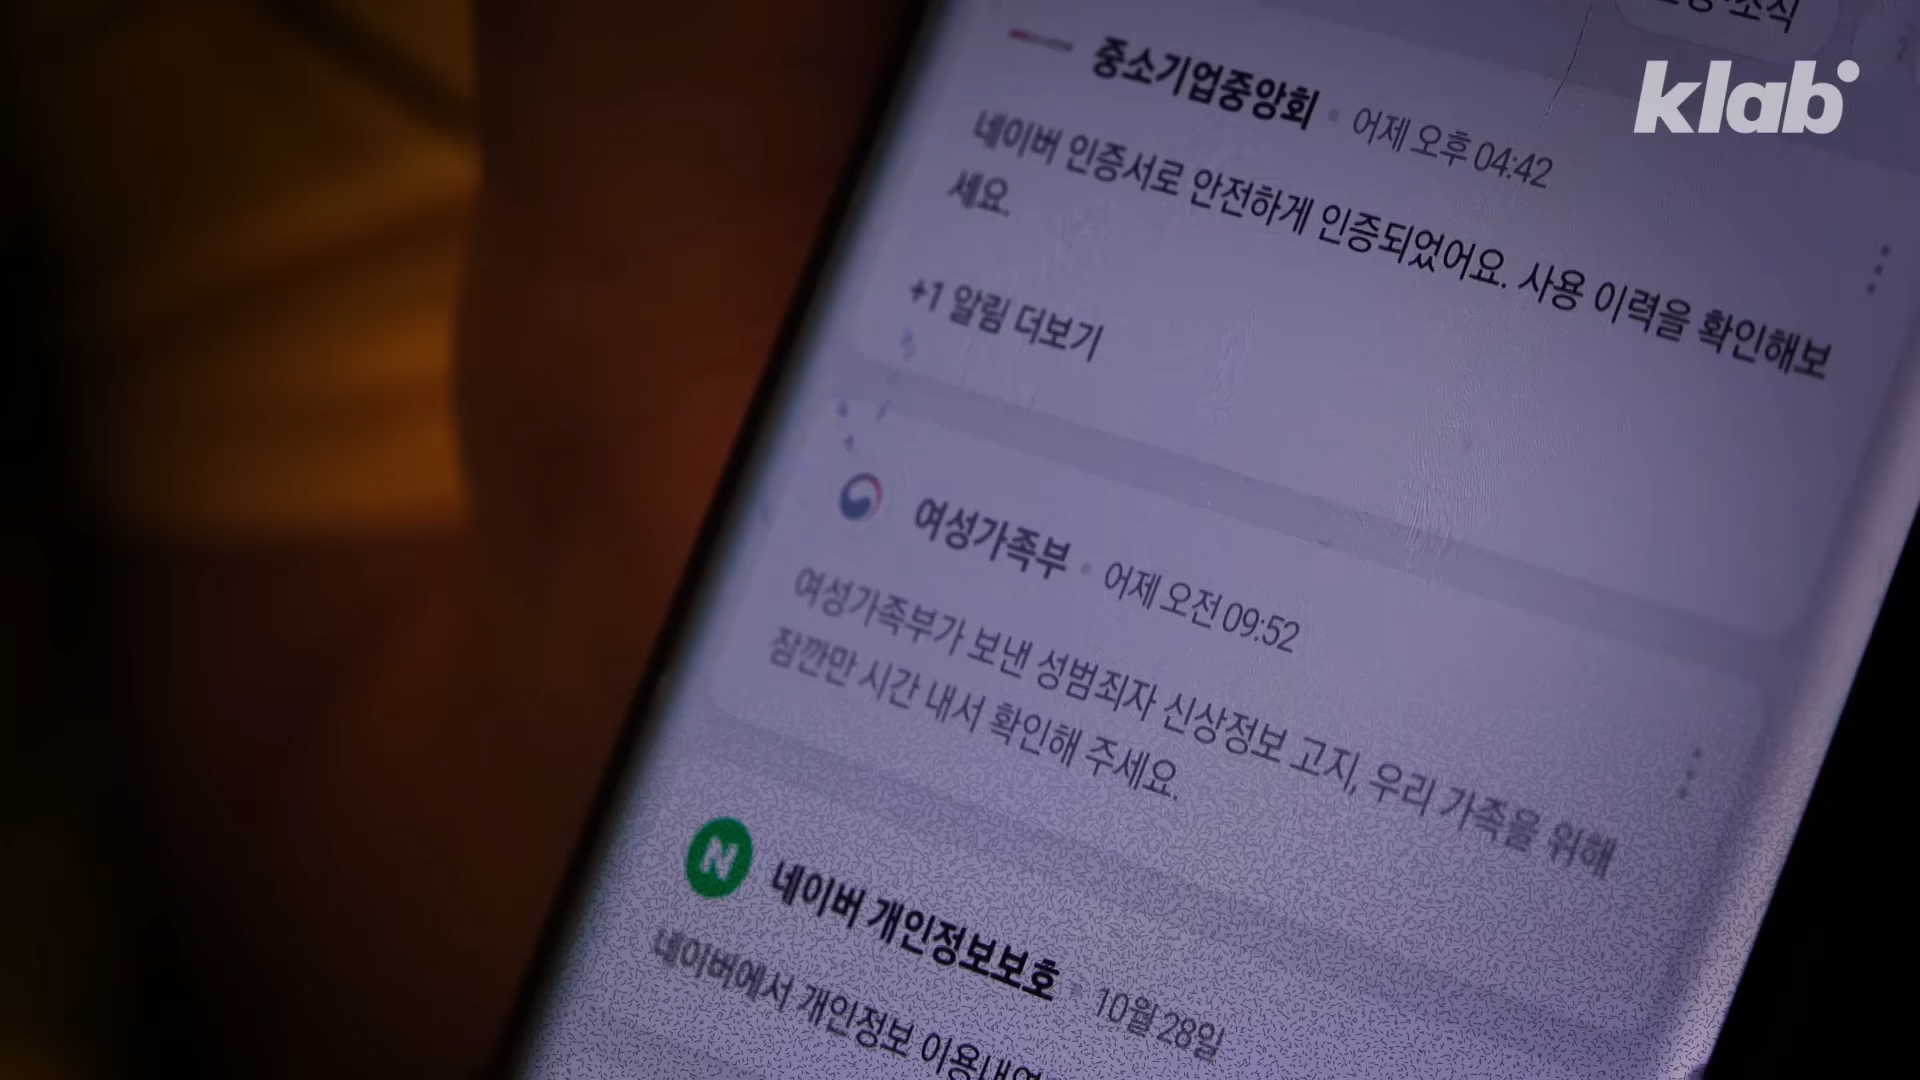 klab
중소기업중앙회 • 어제 오후 04:42
네이버 인증서로 안전하게 인증되었어요. 사용 이력을 확인해보
세요.
+1 알림 더보기
여성가족부 • 어제 오전 09:52
여성가족부가 보낸 성범죄자 신상정보 고지, 우리 가족을 위해
잠깐만 시간 내서 확인해 주세요.
N 네이버 개인정보보호 • 10월 28일
네이버에서 개인정보